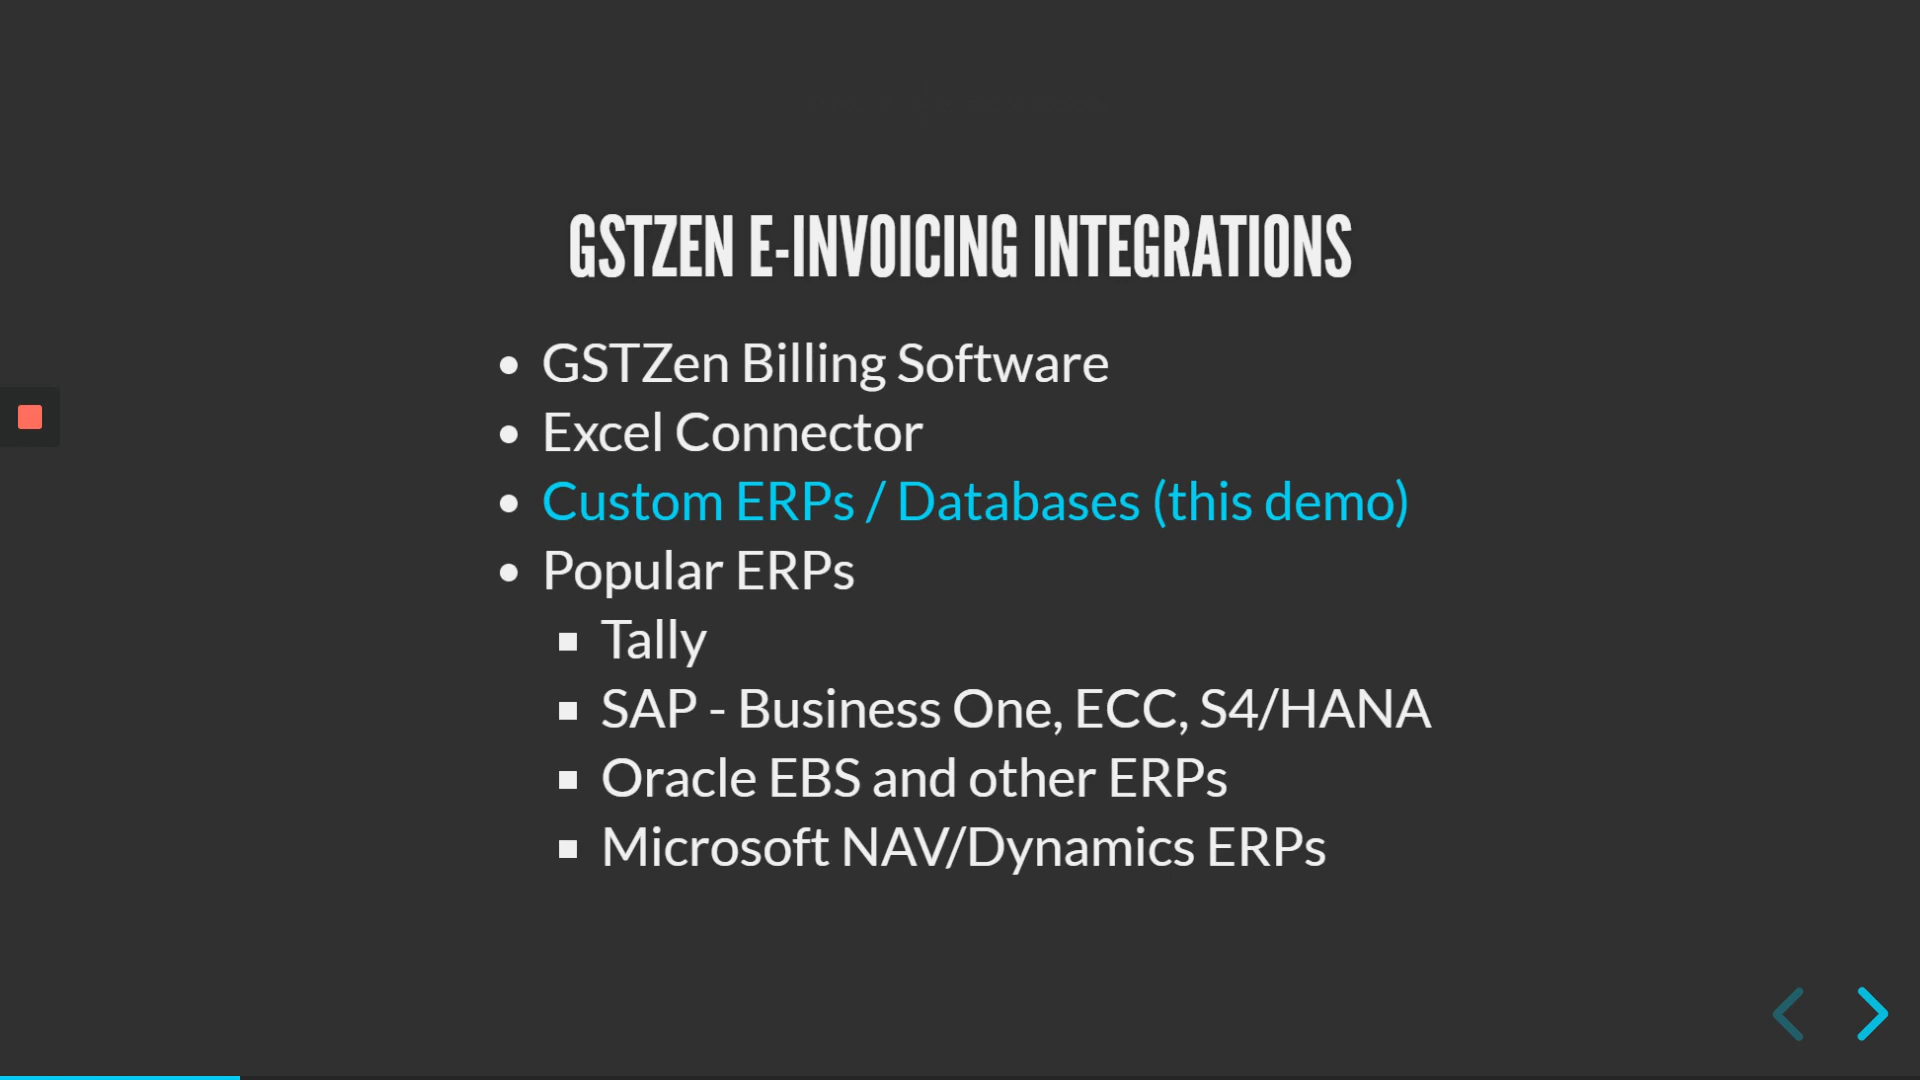 GSTZEN E-INVOICING INTEGRATIONS
GSTZen Billing Software
Excel Connector
Custom ERPs / Databases (this demo)
Popular ERPs
Tally
SAP - Business One, ECC, S4/HANA
Oracle EBS and other ERPs
Microsoft NAV/Dynamics ERPs